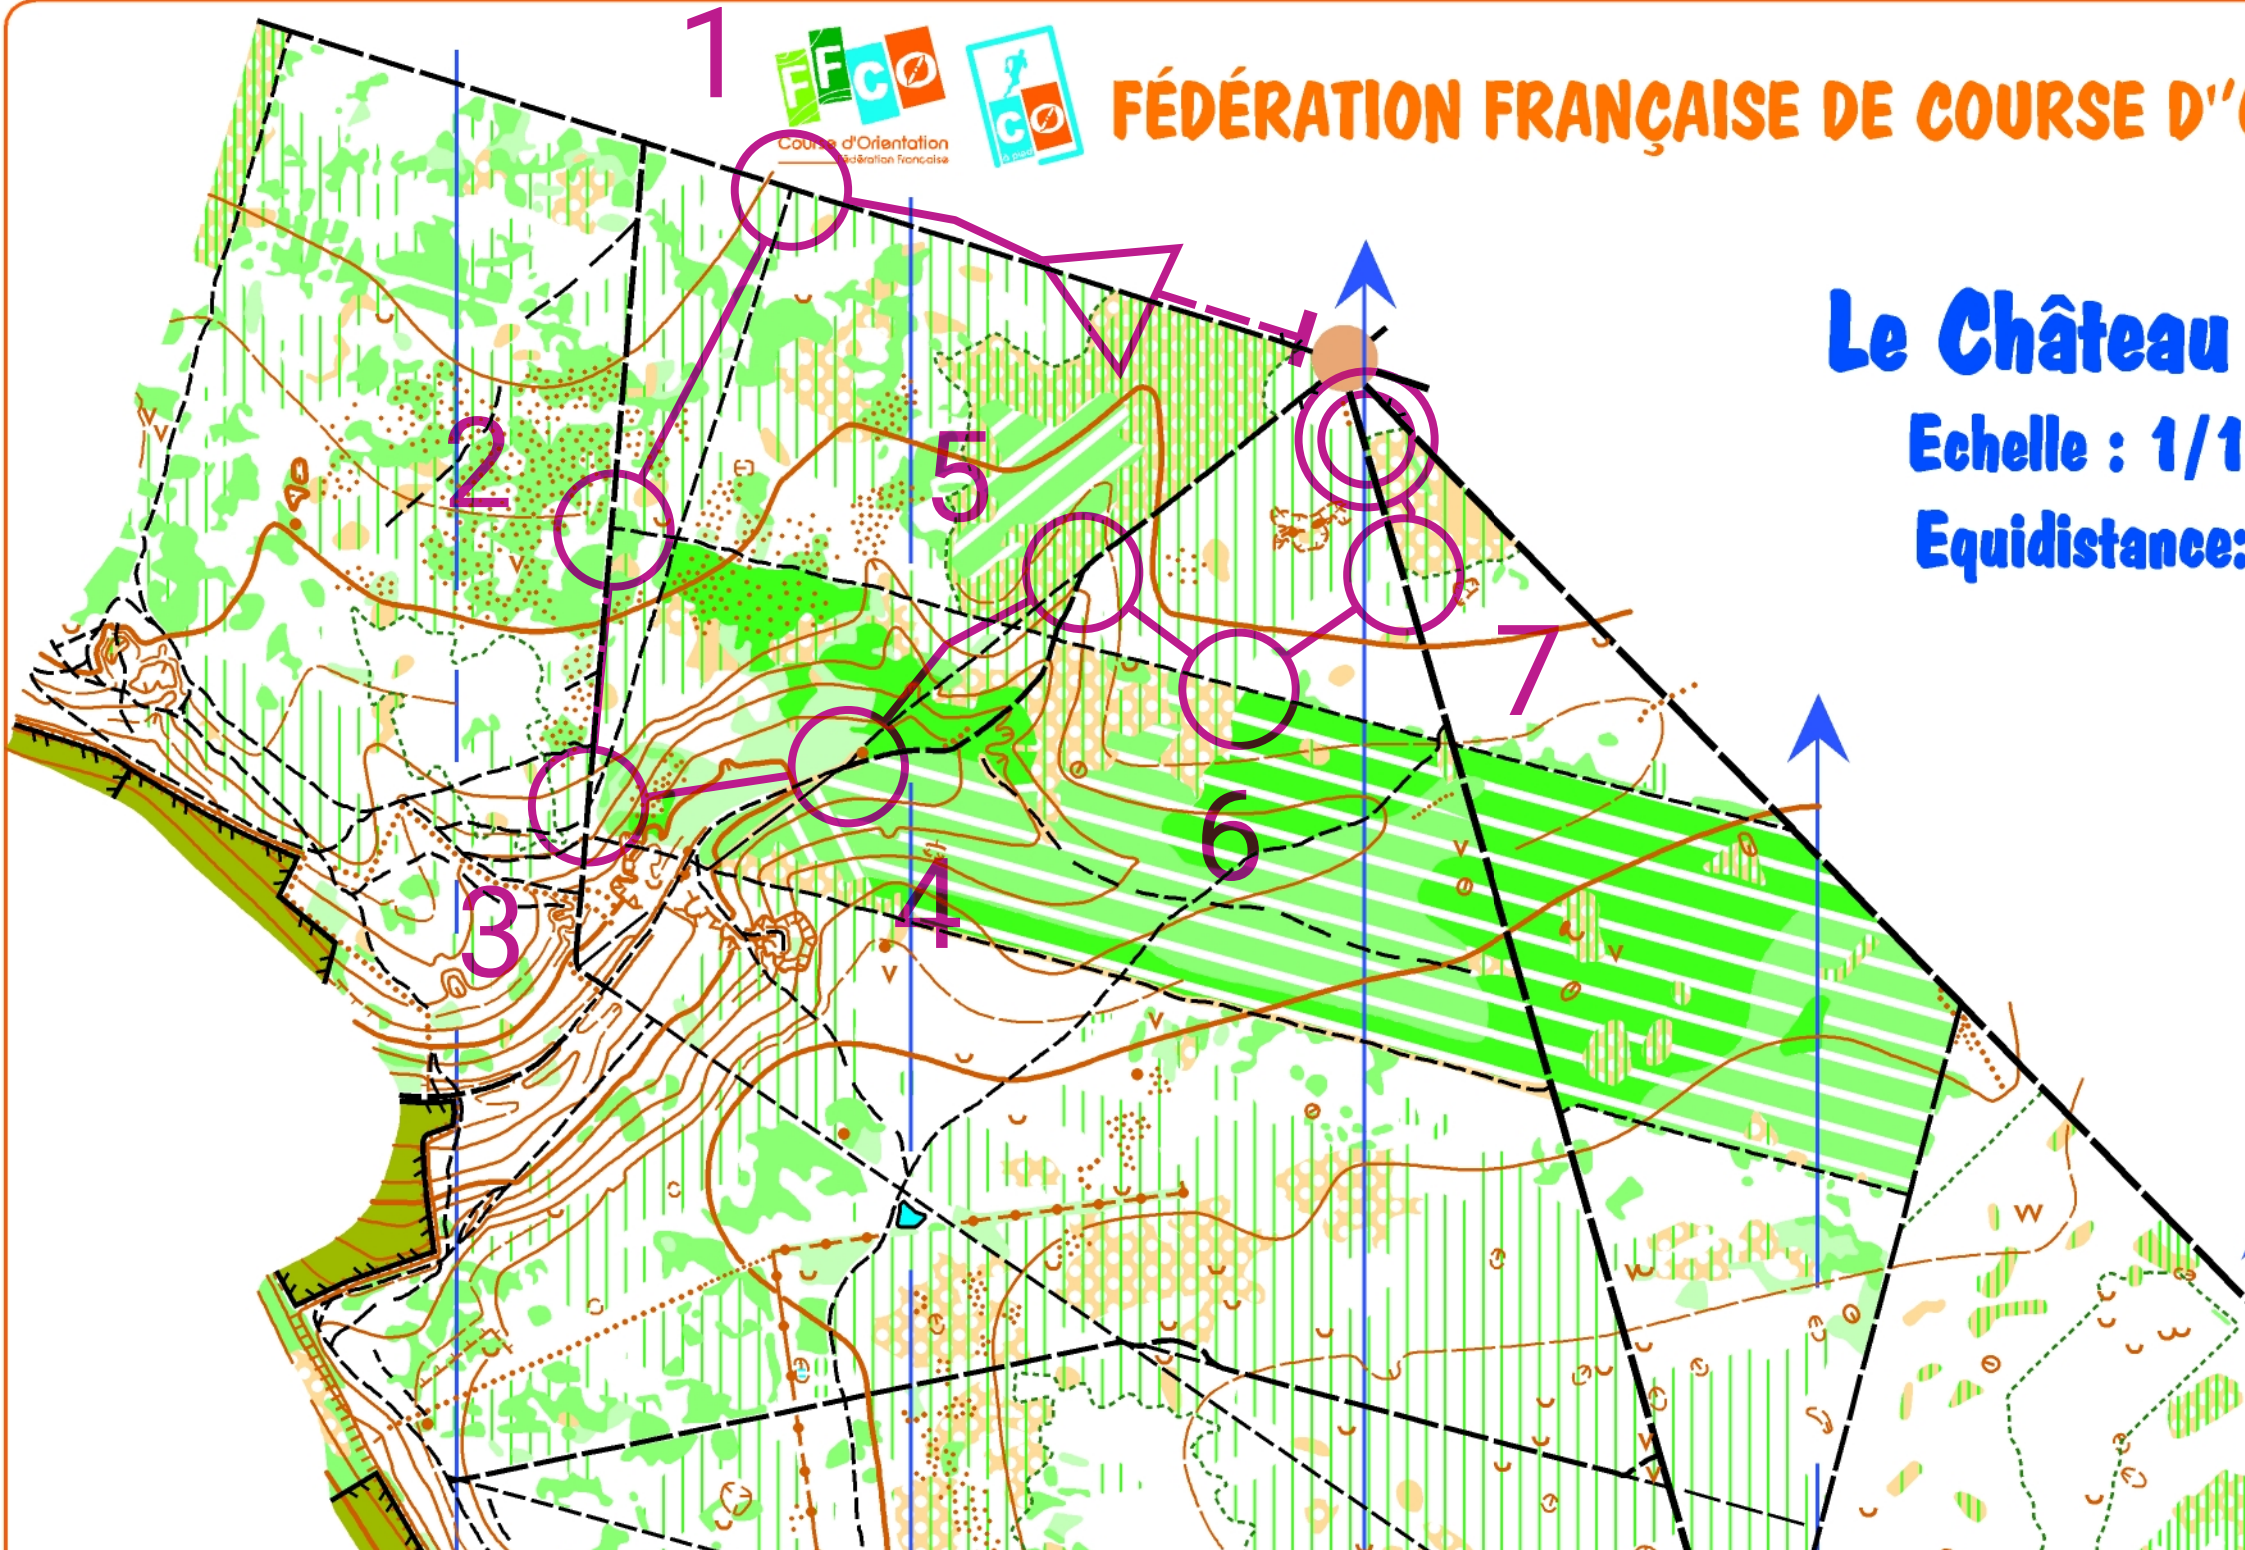 1
FFCO
Course d'Orientation
Fédération Française
CO
à pied
FÉDÉRATION FRANÇAISE DE COURSE D''
Le Château
Echelle : 1/1
Equidistance:
2
5
7
6
4
3